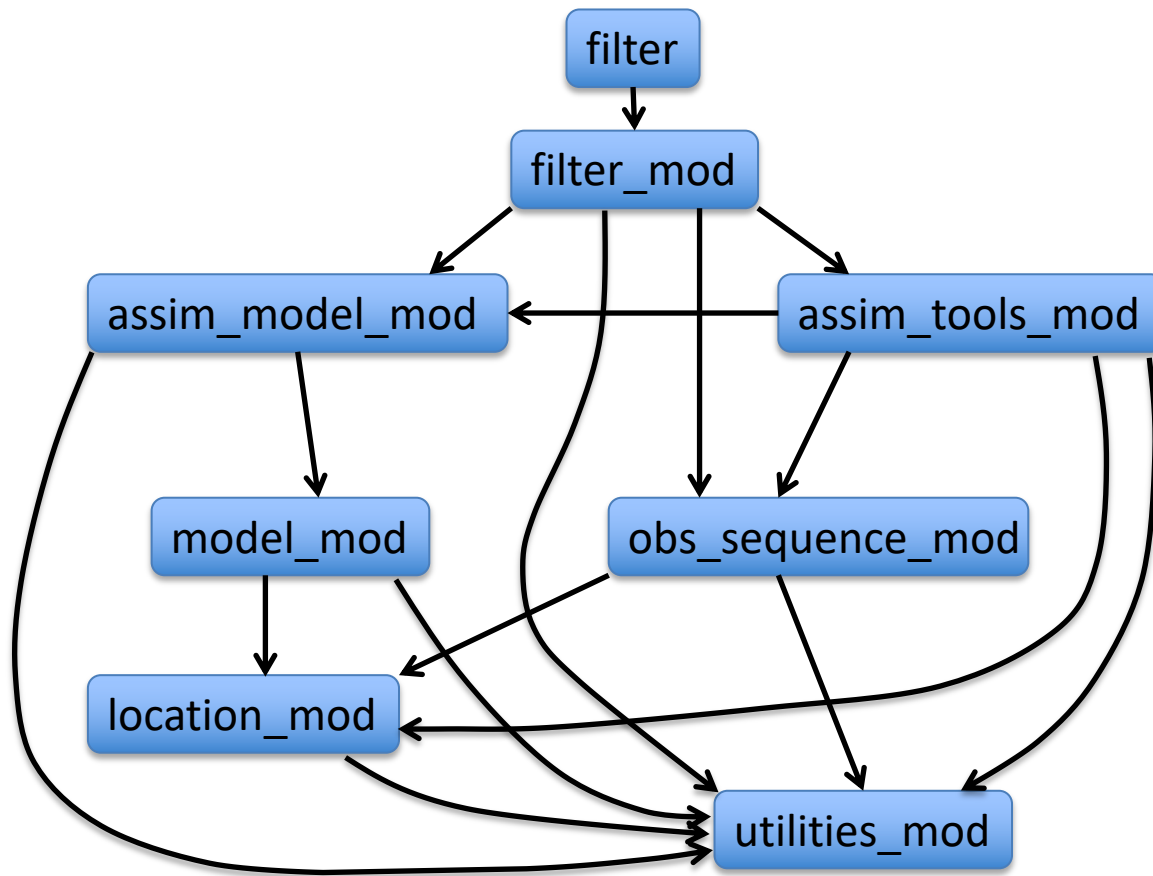 filter
filter_mod
assim_model_mod
assim_tools_mod
model_mod
obs_sequence_mod
location_mod
utilities_mod